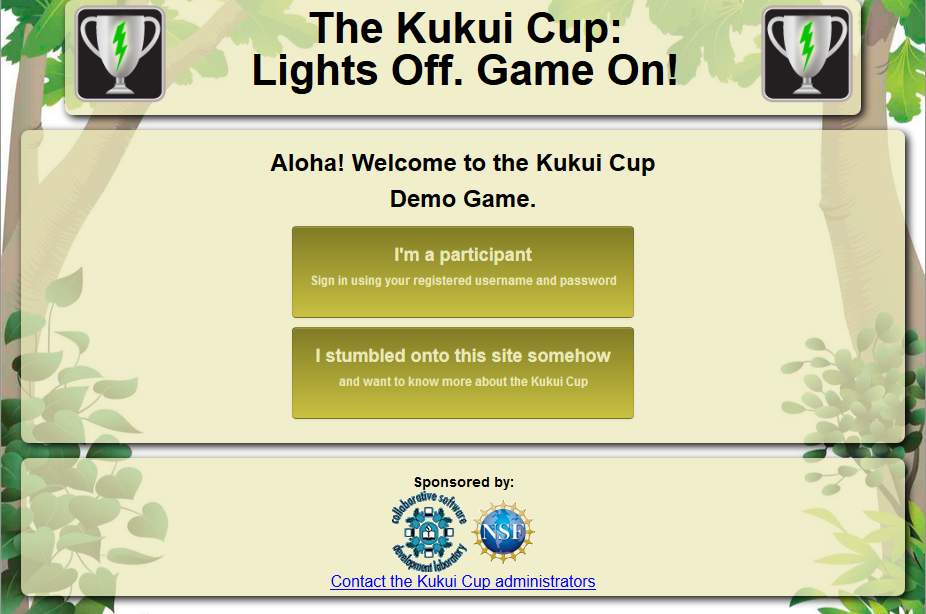 The Kukui Cup:
Lights Off. Game On!
Aloha! Welcome to the Kukui Cup
Demo Game.
I'm a participant
Sign in using your registered username and password
I stumbled onto this site somehow
and want to know more about the Kukui Cup
Sponsored by:
collaborative software
development laboratory
NSF
Contact the Kukui Cup administrators